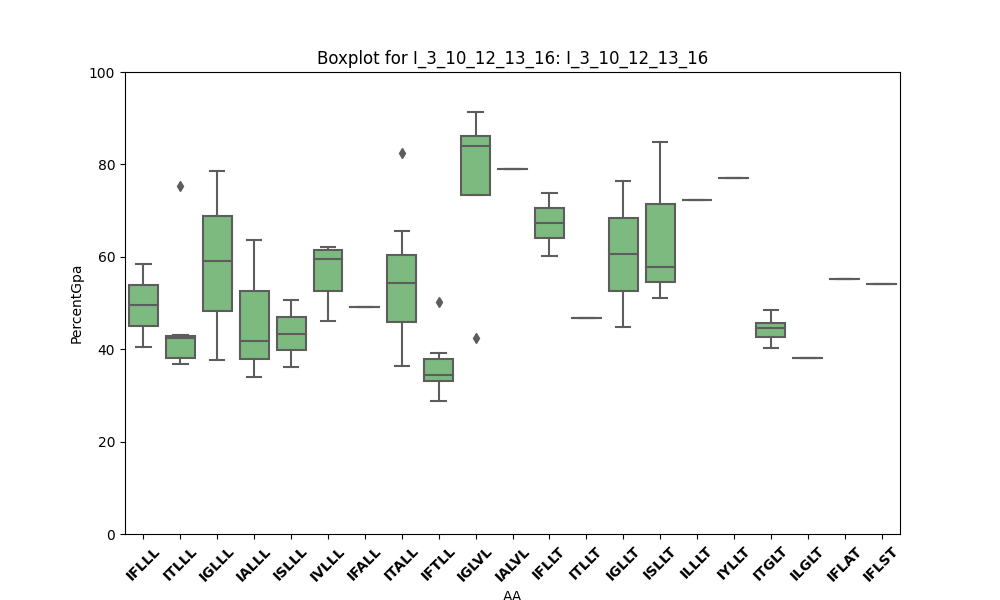 Boxplot for I_3_10_12_13_16: I_3_10_12_13_16
100
80
60
40
20
0
PercentGpa
IFLLL ITLLL IGLLL IALLL ISLLL IVLLL IFALL ITALL IFTLL IGLVL IALVL IFLLT ITLLT IGLLT ISLLT ILLLT IYLLT ITGLT ILGLT IFLAT IFLST
AA